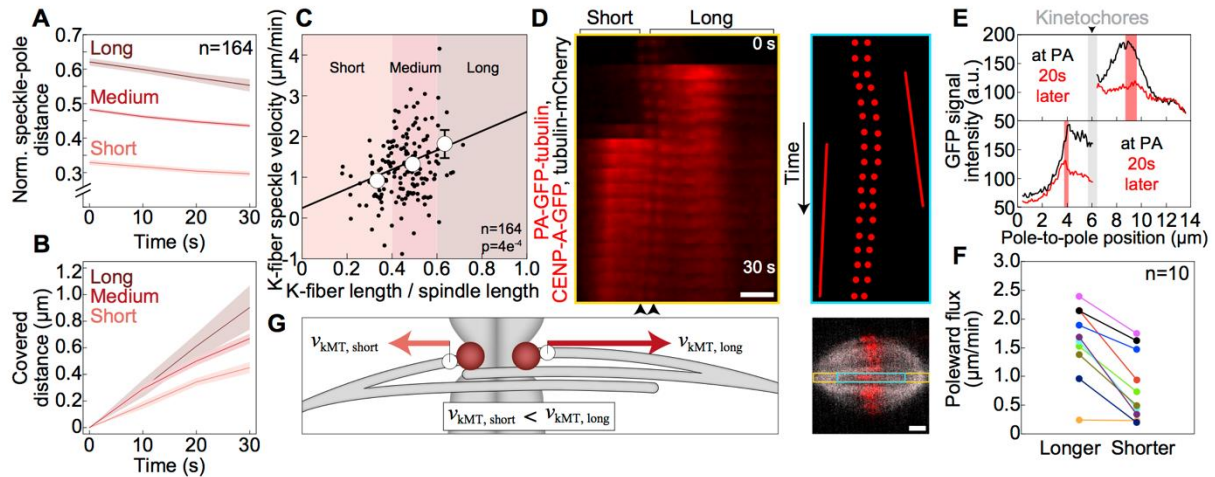 A
Norm. speckle-pole
distance
0.7
0.6
0.5
0.4
0.3
Long
n=164
Medium
Short
0 10 20 30
Time (s)
B
Covered
distance (μm)
1.2
1.0
0.8
0.6
0.4
0.2
0
Long
Medium
Short
0 10 20 30
Time (s)
C
K-fiber speckle velocity (μm/min)
4
3
2
1
0
-1
Short
Medium
Long
n=164
p=4e-4
0 0.2 0.4 0.6 0.8 1.0
K-fiber length / spindle length
D
PA-GFP-tubulin,
CENP-A-GFP, tubulin-mCherry
Short
Long
0 s
30 s
Time
E
Kinetochores
GFP signal
intensity (a.u.)
200
150
100
50
at PA
20s
later
150
100
50
at PA
20s
later
0 2 4 6 8 10 12 14
Pole-to-pole position (μm)
F
Poleward flux
(μm/min)
3.0
2.5
2.0
1.5
1.0
0.5
0
n=10
Longer Shorter
G
vkMT, short
vkMT, long
vkMT, short < vkMT, long